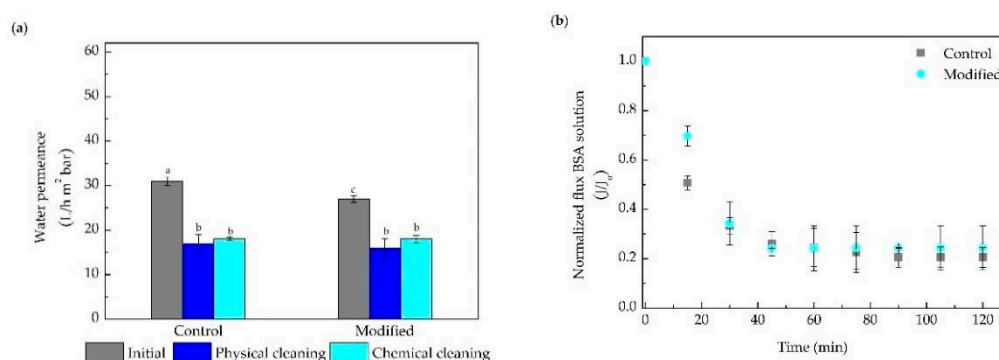 (a)
60
50
40
30
20
10
0
Water permeance
(L/h m² bar)
a
b
b
c
b
b
Control
Modified
Initial
Physical cleaning
Chemical cleaning
(b)
Control
Modified
1.0
0.8
0.6
0.4
0.2
0.0
Normalized flux BSA solution
(J/J₀)
0
20
40
60
80
100
120
Time (min)